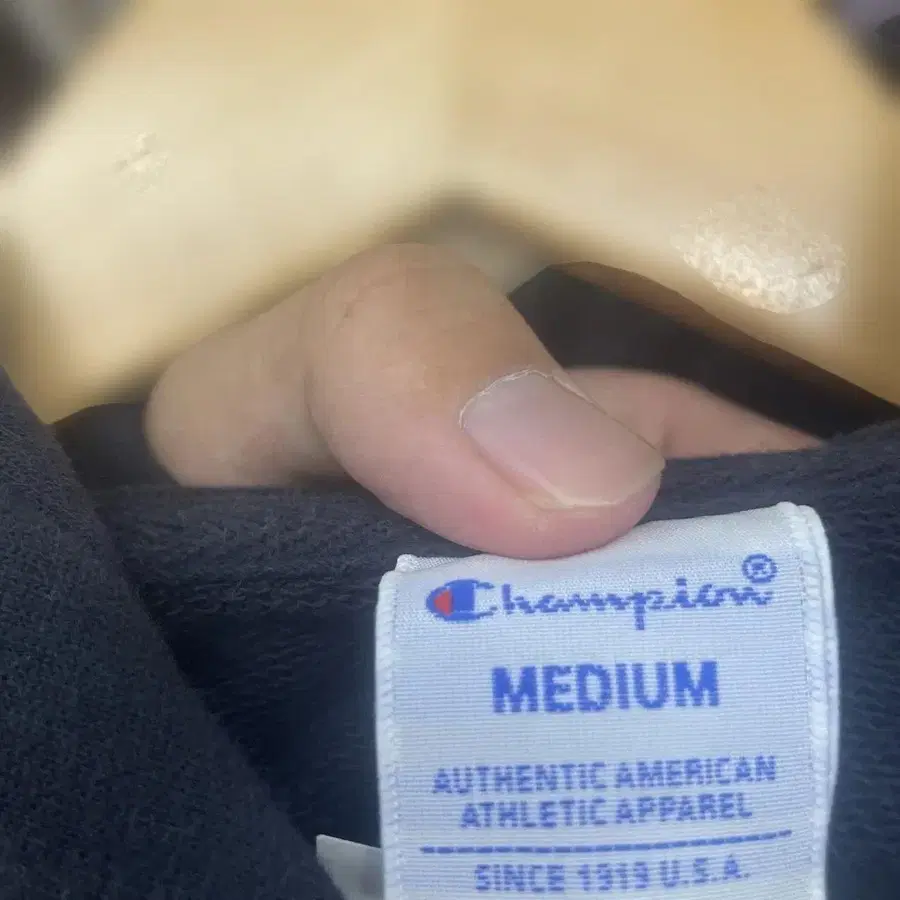 Champion®
MEDIUM
AUTHENTIC AMERICAN
ATHLETIC APPAREL
SINCE 1919 U.S.A.